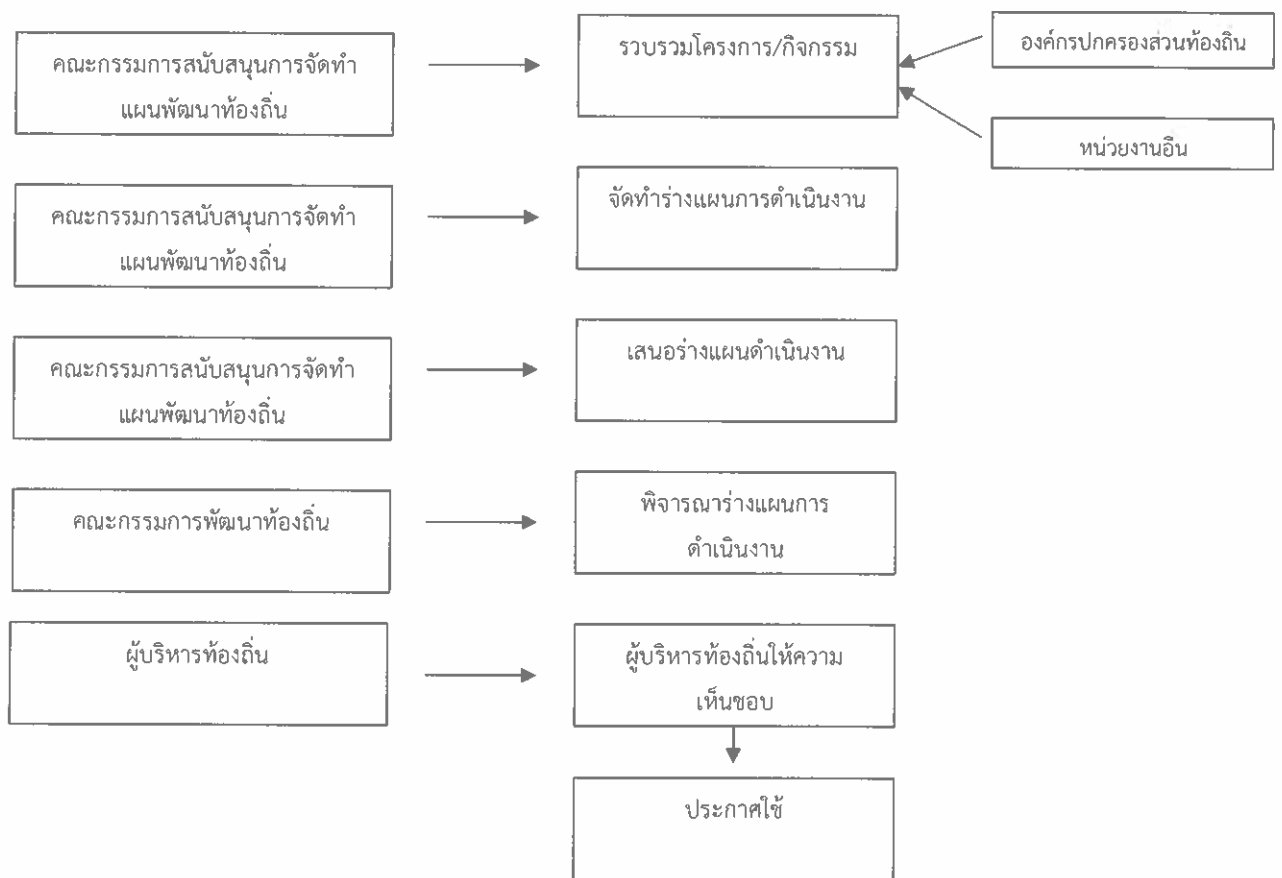 คณะกรรมการสนับสนุนการจัดทำ
แผนพัฒนาท้องถิ่น
รวบรวมโครงการ/กิจกรรม
องค์กรปกครองส่วนท้องถิ่น
หน่วยงานอื่น
คณะกรรมการสนับสนุนการจัดทำ
แผนพัฒนาท้องถิ่น
จัดทำร่างแผนการดำเนินงาน
คณะกรรมการสนับสนุนการจัดทำ
แผนพัฒนาท้องถิ่น
เสนอร่างแผนดำเนินงาน
คณะกรรมการพัฒนาท้องถิ่น
พิจารณาร่างแผนการ
ดำเนินงาน
ผู้บริหารท้องถิ่น
ผู้บริหารท้องถิ่นให้ความ
เห็นชอบ
ประกาศใช้